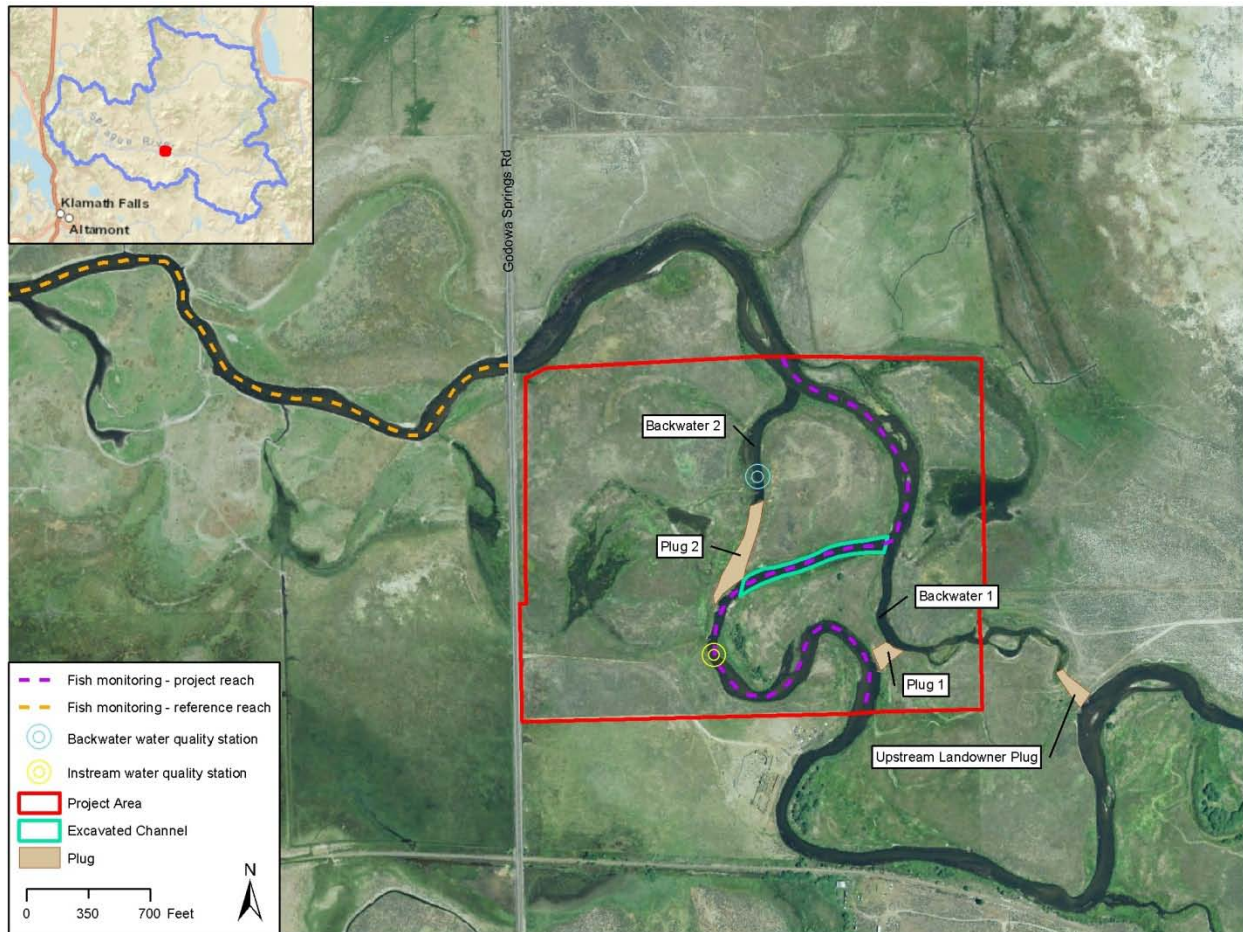 Sprague River
Klamath Falls
Altamont
Godowa Springs Rd
Backwater 2
Plug 2
Backwater 1
Plug 1
Upstream Landowner Plug
Fish monitoring - project reach
Fish monitoring - reference reach
Backwater water quality station
Instream water quality station
Project Area
Excavated Channel
Plug
N
0 350 700 Feet